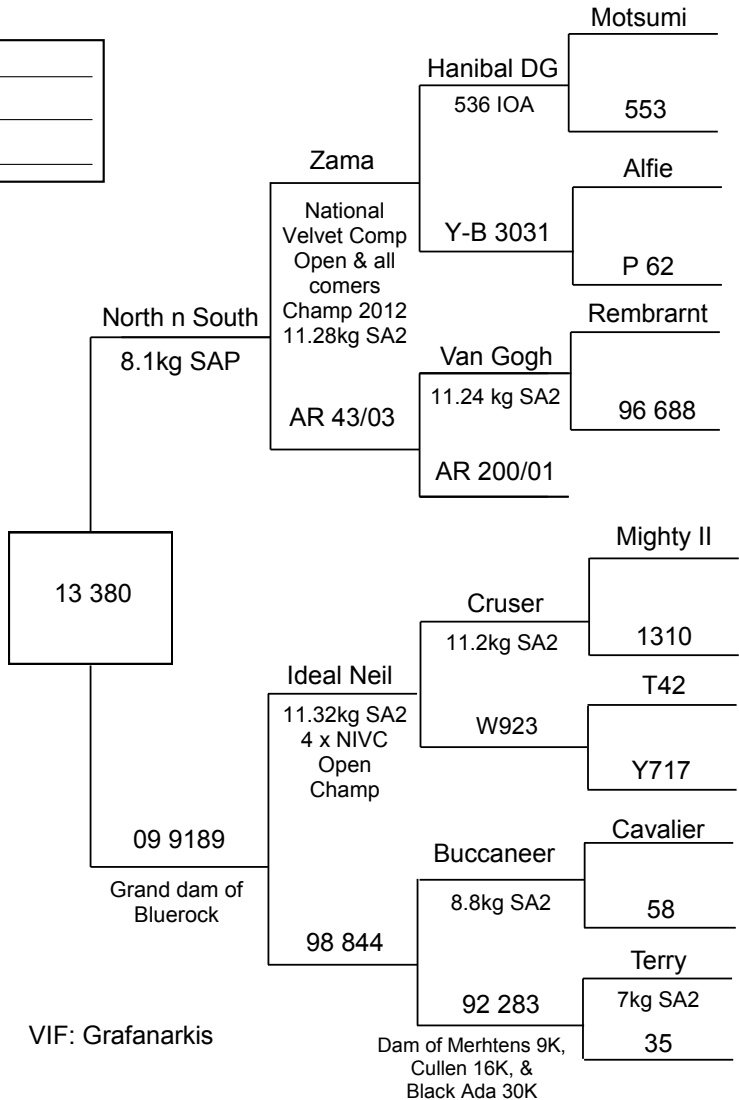 Motsumi
Hanibal DG
536 IOA
553
Zama
Alfie
National
Velvet Comp
Open & all
comers
Champ 2012
11.28kg SA2
Y-B 3031
P 62
North n South
8.1kg SAP
Rembrarnt
Van Gogh
11.24 kg SA2
96 688
AR 43/03
AR 200/01
13 380
Mighty II
Cruser
11.2kg SA2
1310
Ideal Neil
11.32kg SA2
4 x NIVC
Open
Champ
T42
W923
Y717
09 9189
Grand dam of
Bluerock
Cavalier
Buccaneer
8.8kg SA2
58
98 844
Terry
7kg SA2
92 283
35
Dam of Merhtens 9K,
Cullen 16K, &
Black Ada 30K
VIF: Grafanarkis